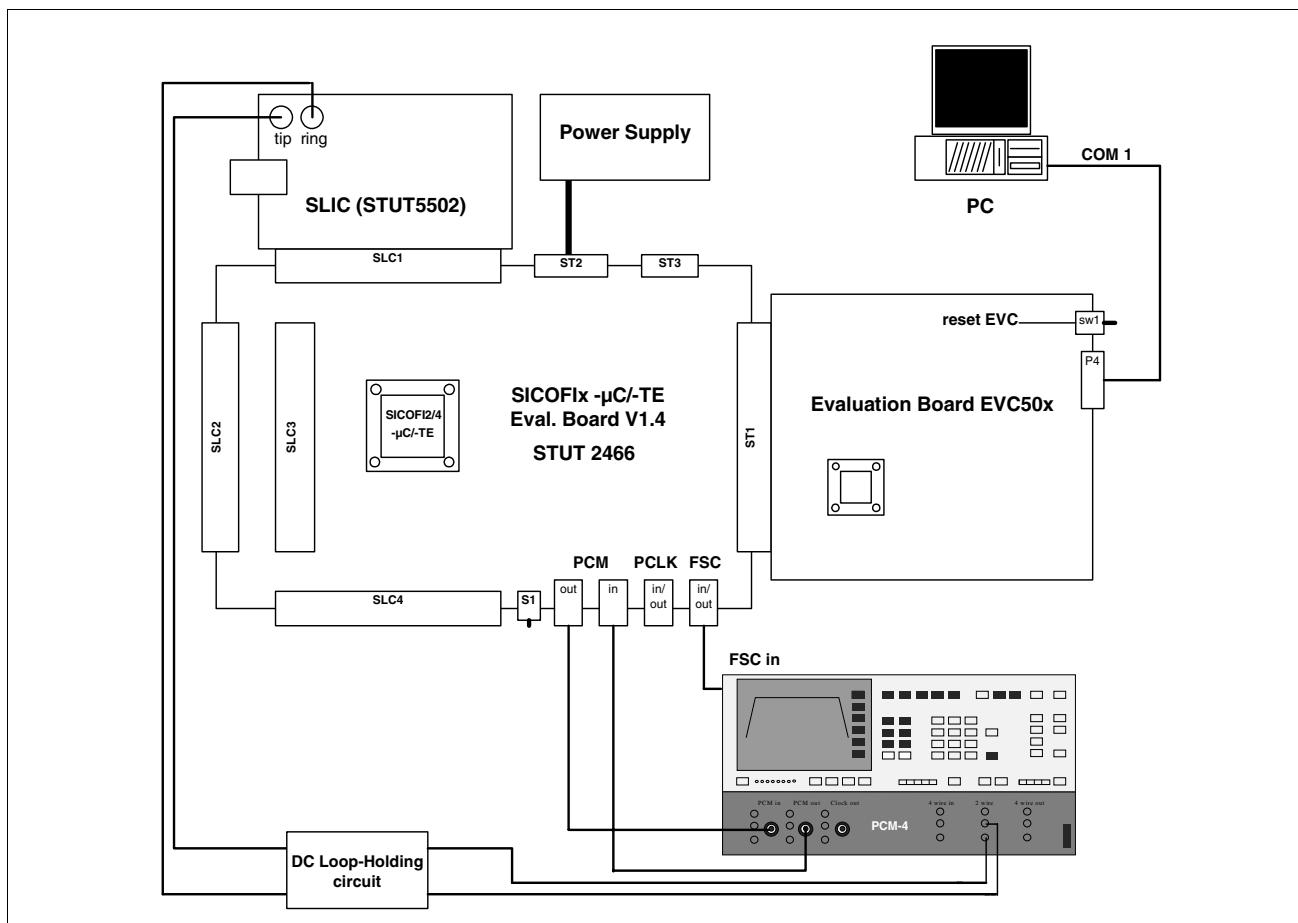 tip ring
Power Supply
COM 1
SLIC (STUT5502)
PC
SLC1
ST2
ST3
reset EVC
sw1
P4
SLC2
SLC3
SICOFI2/4
-µC/-TE
SICOFIx -µC/-TE
Eval. Board V1.4
STUT 2466
ST1
Evaluation Board EVC50x
PCM
PCLK
FSC
SLC4
S1
out
in
in/
out
in/
out
FSC in
PCM in
PCM out
Clock out
PCM-4
4 wire in
2 wire
4 wire out
DC Loop-Holding
circuit